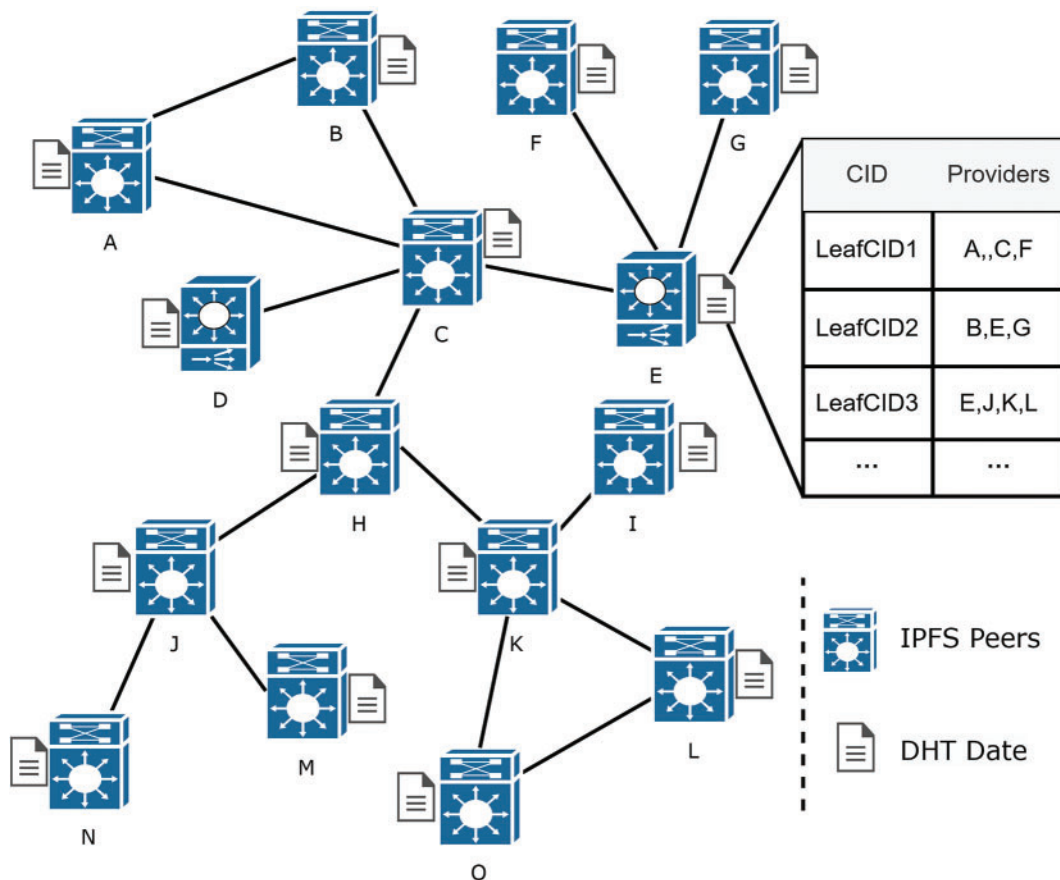 B
F
G
A
CID Providers
LeafCID1 A,,C,F
LeafCID2 B,E,G
LeafCID3 E,J,K,L
... ...
C
D
E
H
I
J
K
IPFS Peers
L
M
DHT Date
N
O